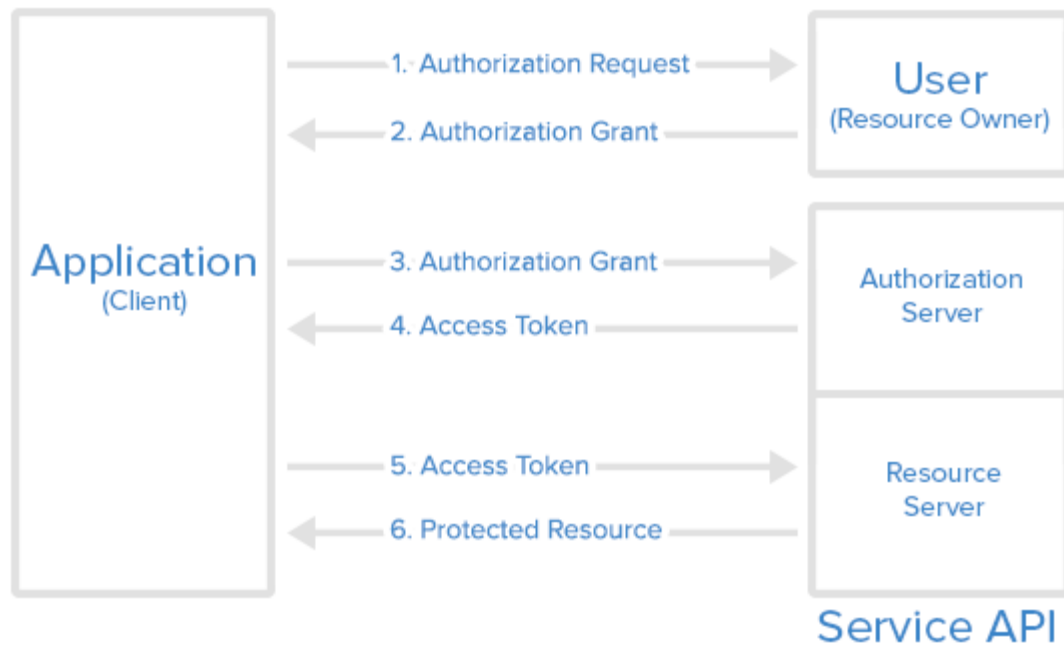 1. Authorization Request
User
(Resource Owner)
2. Authorization Grant
Application
(Client)
3. Authorization Grant
Authorization
Server
4. Access Token
5. Access Token
Resource
Server
6. Protected Resource
Service API